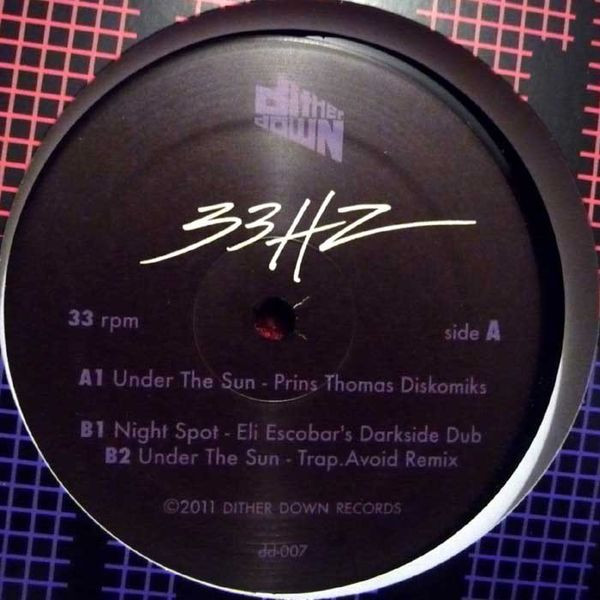 dither
down
33Hz
33 rpm
side A
A1 Under The Sun - Prins Thomas Diskomiks
B1 Night Spot - Eli Escobar's Darkside Dub
B2 Under The Sun - Trap.Avoid Remix
©2011 DITHER DOWN RECORDS
dd-007